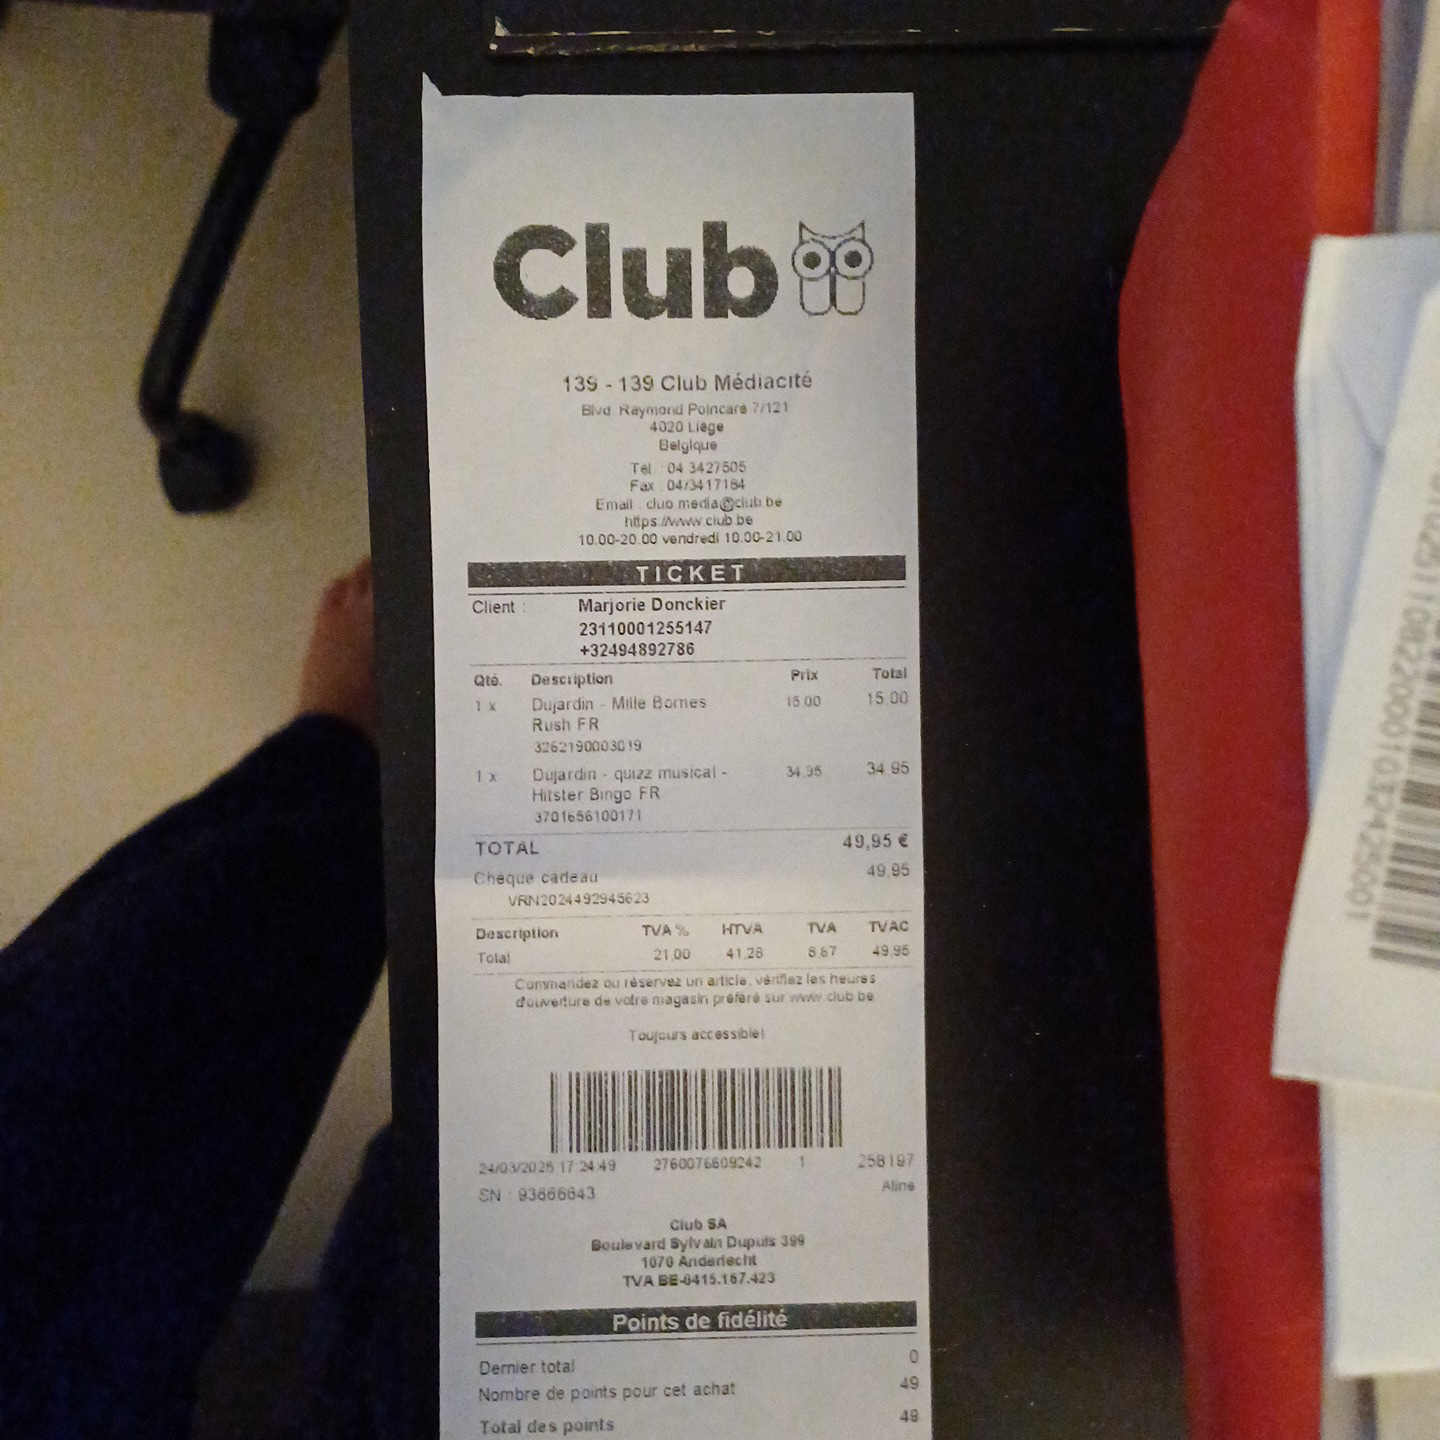 Club
139 - 139 Club Médiacité
Blvd. Raymond Poincaré 7/121
4020 Liège
Belgique
Tél : 04 3427505
Fax : 04/3417184
Email : club.media@club.be
https://www.club.be
10.00-20.00 vendredi 10.00-21.00
TICKET
Client : Marjorie Donckier
23110001255147
+32494892786
Qté. Description Prix Total
1 x Dujardin - Mille Bornes 15.00 15,00
Rush FR
3262190003019
1 x Dujardin - quizz musical - 34,95 34,95
Hitster Bingo FR
3701656100171
TOTAL 49,95 €
Chèque cadeau 49,95
VRN2024492945623
Description TVA % HTVA TVA TVAC
Total 21,00 41,28 8,67 49,95
Commandez ou réservez un article, vérifiez les heures
d'ouverture de votre magasin préféré sur www.club.be
Toujours accessible!
24/03/2025 17:24:49 2760076609242 1 258197
SN : 93666643 Aline
Club SA
Boulevard Sylvain Dupuis 399
1070 Anderlecht
TVA BE-0415.167.423
Points de fidélité
Dernier total 0
Nombre de points pour cet achat 49
Total des points 49